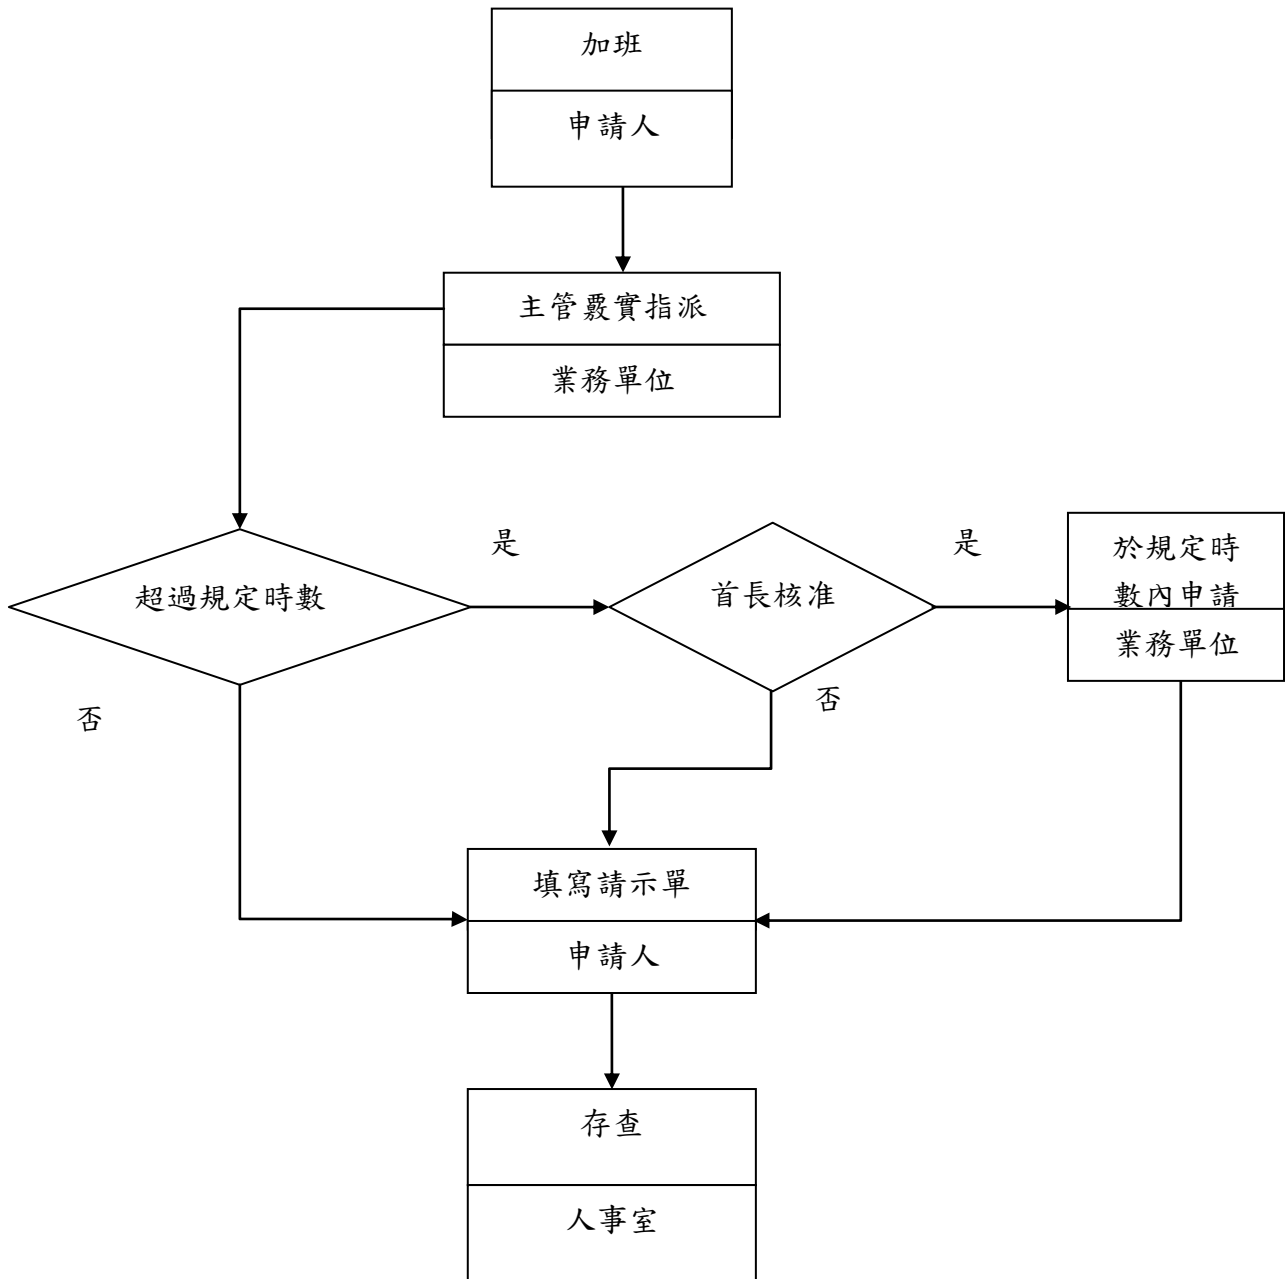 加班
申請人
主管覈實指派
業務單位
超過規定時數
是
首長核准
是
於規定時
數內申請
業務單位
否
否
填寫請示單
申請人
存查
人事室